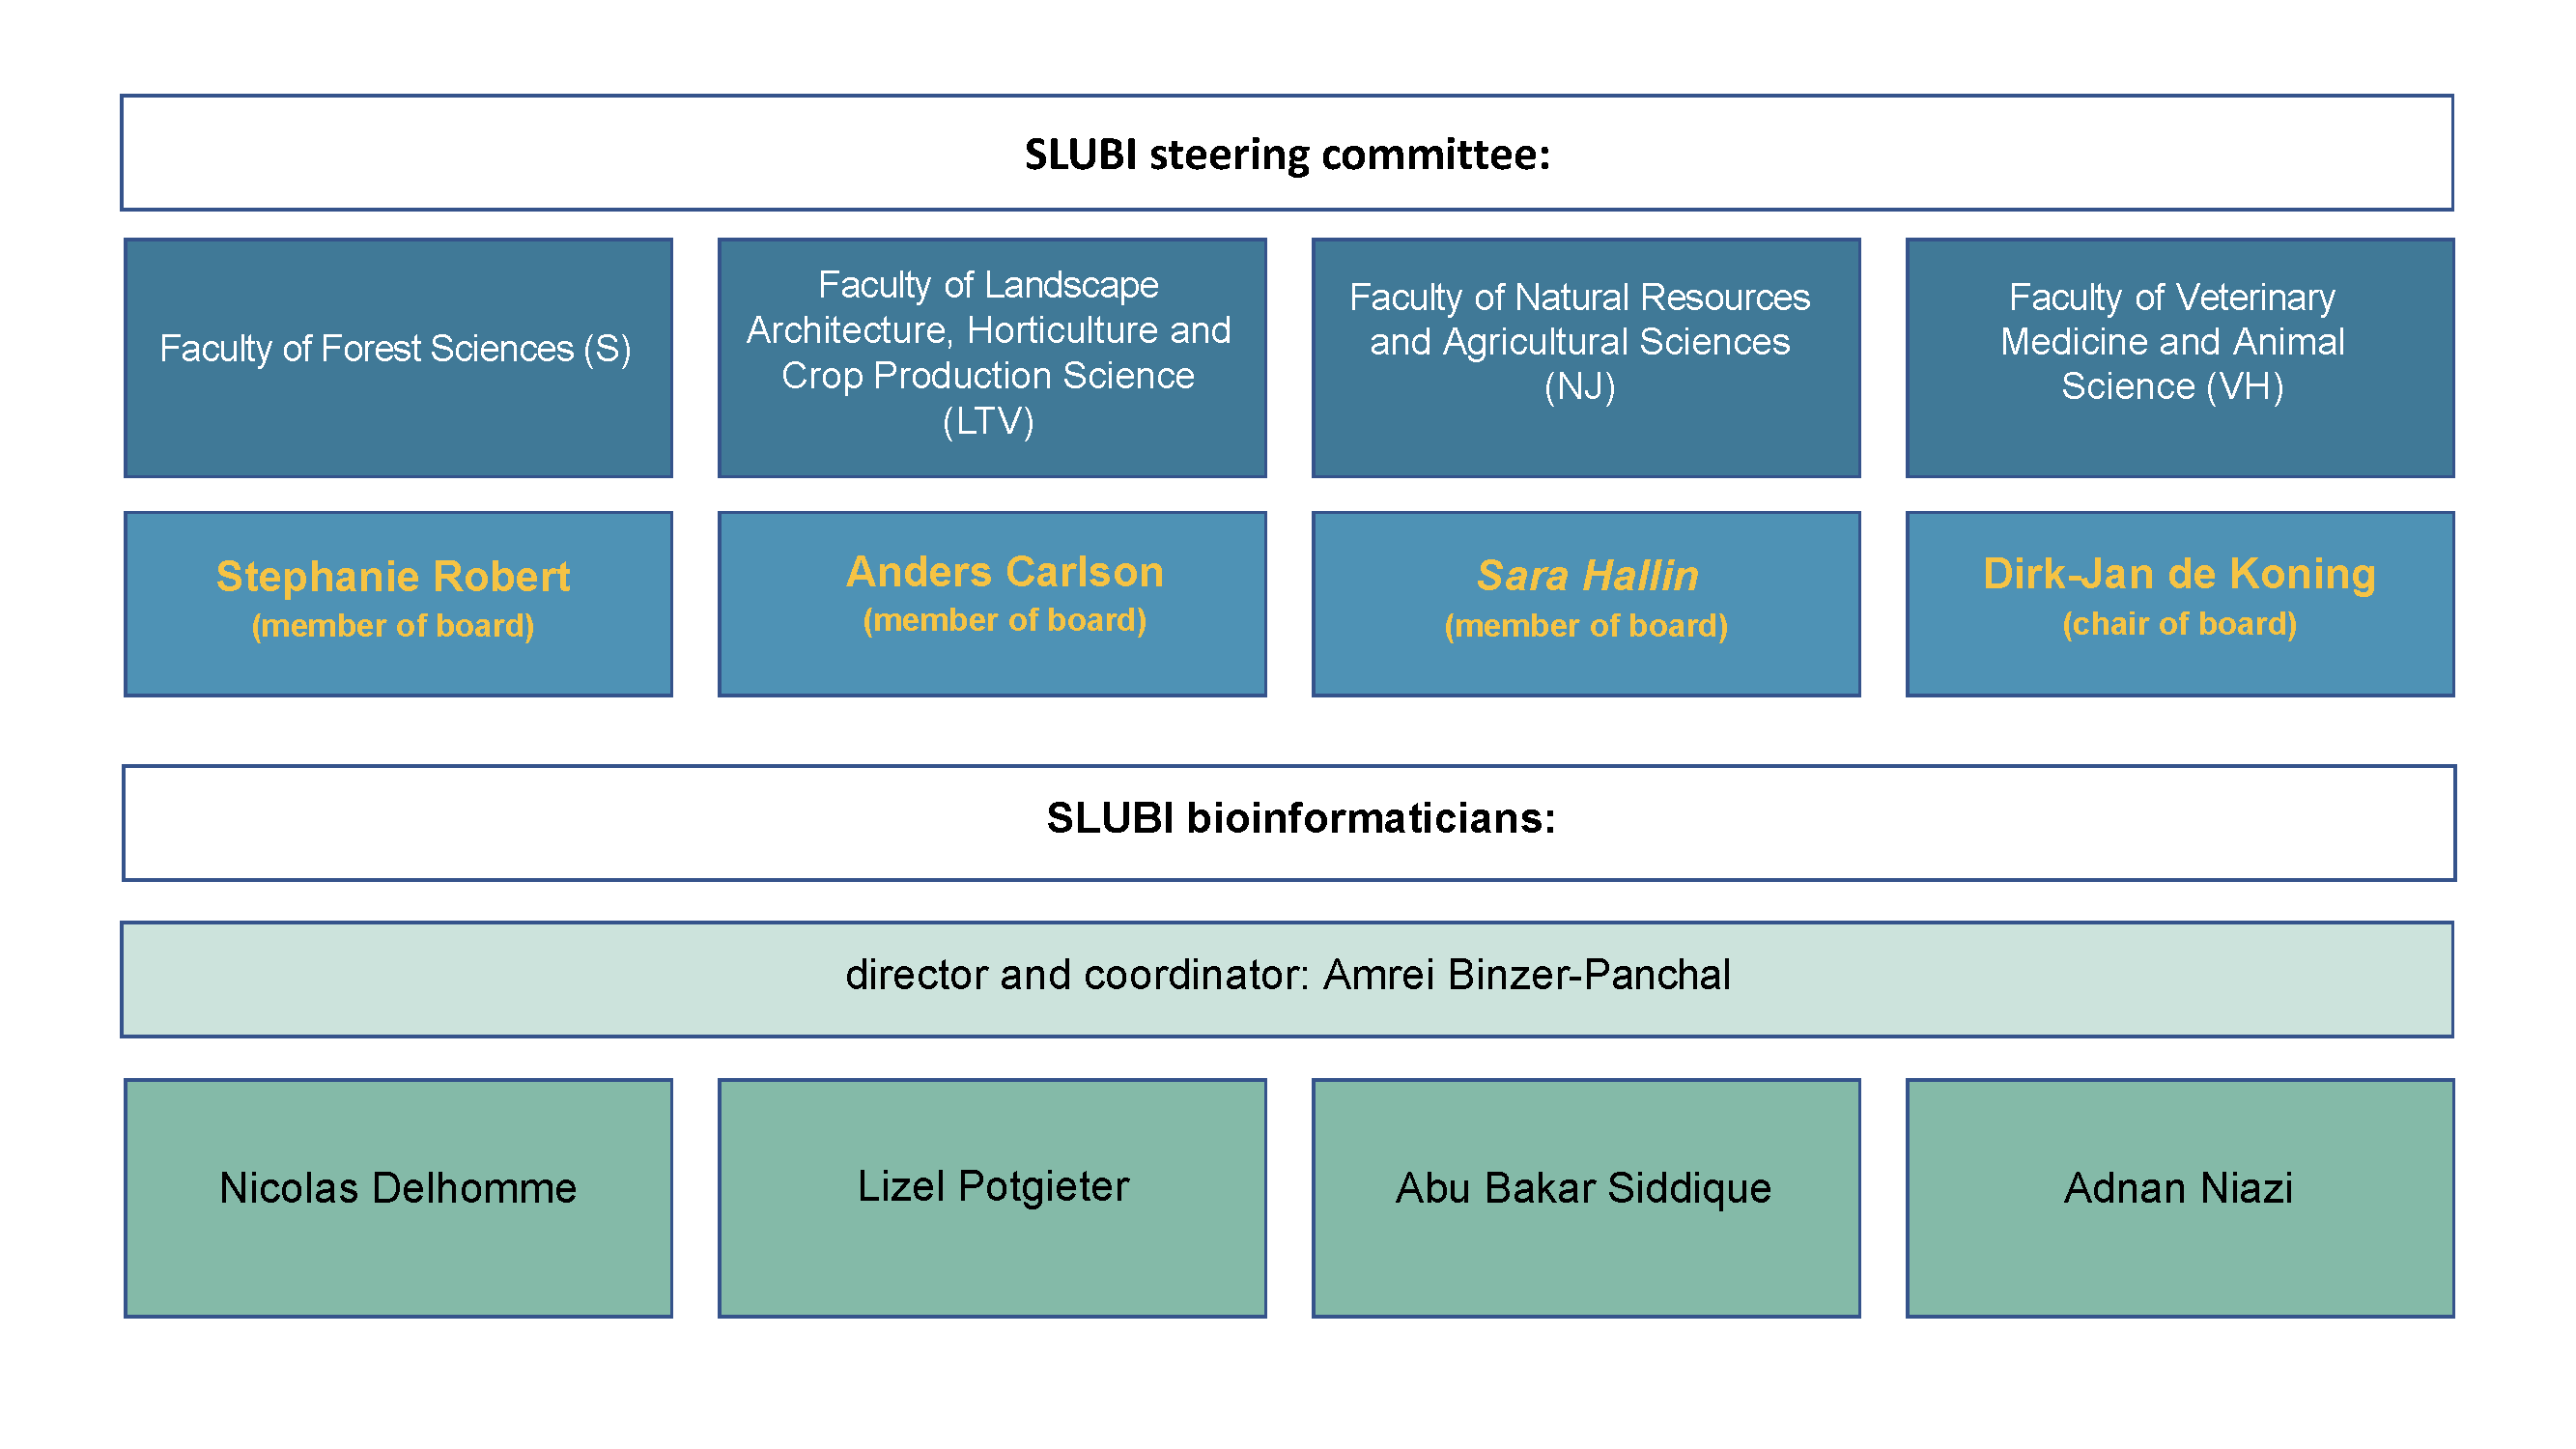 SLUBI steering committee:
Faculty of Forest Sciences (S)
Faculty of Landscape
Architecture, Horticulture and
Crop Production Science
(LTV)
Faculty of Natural Resources
and Agricultural Sciences
(NJ)
Faculty of Veterinary
Medicine and Animal
Science (VH)
Stephanie Robert
(member of board)
Anders Carlson
(member of board)
Sara Hallin
(member of board)
Dirk-Jan de Koning
(chair of board)
SLUBI bioinformaticians:
director and coordinator: Amrei Binzer-Panchal
Nicolas Delhomme
Lizel Potgieter
Abu Bakar Siddique
Adnan Niazi